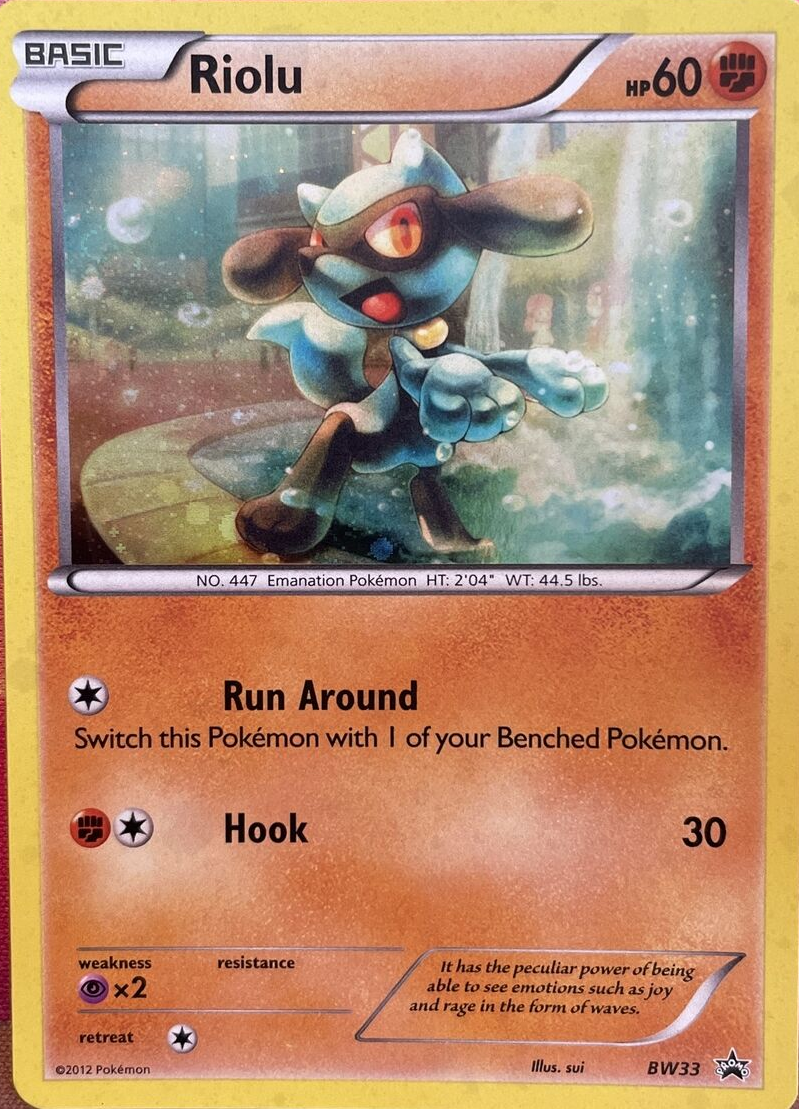 BASIC
Riolu
HP60
NO. 447 Emanation Pokémon HT: 2'04" WT: 44.5 lbs.
Run Around
Switch this Pokémon with 1 of your Benched Pokémon.
Hook 30
weakness resistance
×2
It has the peculiar power of being
able to see emotions such as joy
and rage in the form of waves.
retreat
©2012 Pokémon
Illus. sui
BW33
PROMO